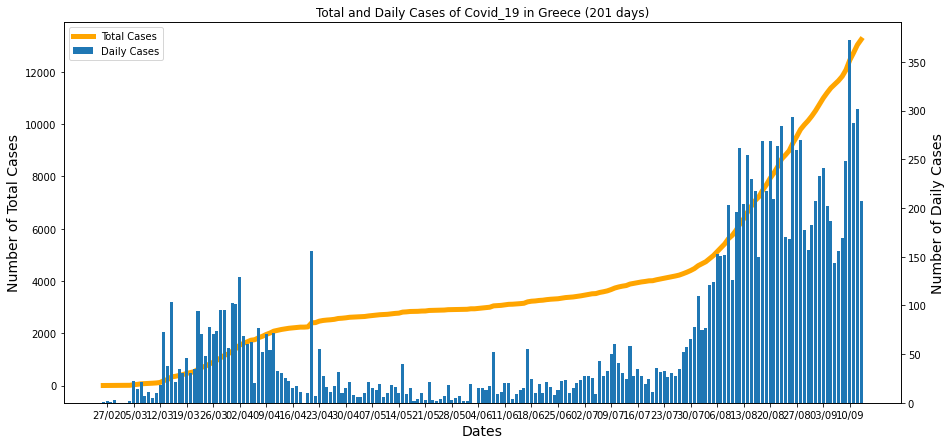 Total and Daily Cases of Covid_19 in Greece (201 days)
Total Cases
Daily Cases
Number of Total Cases
12000
10000
8000
6000
4000
2000
0
Number of Daily Cases
350
300
250
200
150
100
50
0
27/02 05/03 12/03 19/03 26/03 02/04 09/04 16/04 23/04 30/04 07/05 14/05 21/05 28/05 04/06 11/06 18/06 25/06 02/07 09/07 16/07 23/07 30/07 06/08 13/08 20/08 27/08 03/09 10/09
Dates